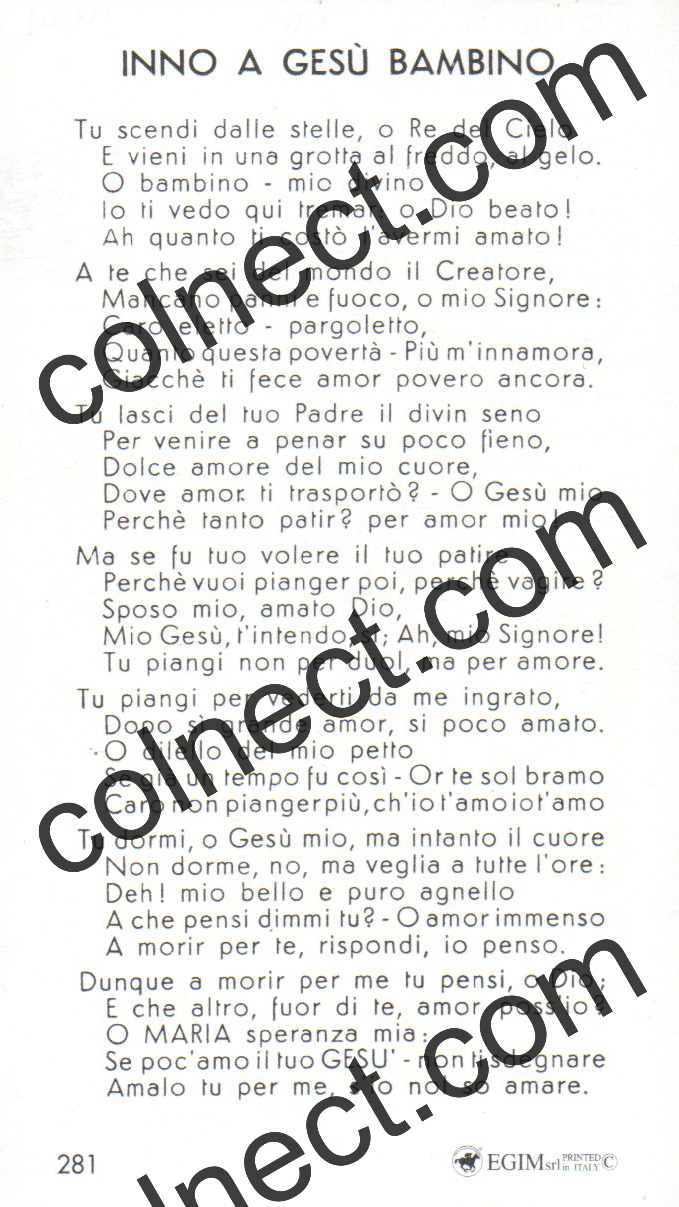 INNO A GESÙ BAMBINO
Tu scendi dalle stelle, o Re del Cielo
E vieni in una grotta al freddo, al gelo.
O bambino - mio divino
Io ti vedo qui tremar, o Dio beato!
Ah quanto ti costò l'avermi amato!
A te che sei del mondo il Creatore,
Mancano panni e fuoco, o mio Signore:
Caro eletto - pargoletto,
Quanto questa povertà - Più m'innamora,
Giacchè ti fece amor povero ancora.
Tu lasci del tuo Padre il divin seno
Per venire a penar su poco fieno,
Dolce amore del mio cuore,
Dove amor ti trasportò? - O Gesù mio
Perchè tanto patir? per amor mio!
Ma se fu tuo volere il tuo patire
Perchè vuoi pianger poi, perchè vagire?
Sposo mio, amato Dio,
Mio Gesù, t'intendo, sì; Ah, mio Signore!
Tu piangi non per duol, ma per amore.
Tu piangi per vederti da me ingrato,
Dopo sì grande amor, si poco amato.
O dilello del mio petto
Se già un tempo fu così - Or te sol bramo
Caro non pianger più, ch'io t'amo io t'amo
Tu dormi, o Gesù mio, ma intanto il cuore
Non dorme, no, ma veglia a tutte l'ore:
Deh! mio bello e puro agnello
A che pensi dimmi tu? - O amor immenso
A morir per te, rispondi, io penso.
Dunque a morir per me tu pensi, o Dio;
E che altro, fuor di te, amor poss'io?
O MARIA speranza mia:
Se poc'amo il tuo GESU' - non ti sdegnare
Amalo tu per me, s'io nol so amare.
281
EGIM srl PRINTED in ITALY ©
colnect.com
colnect.com
colnect.com